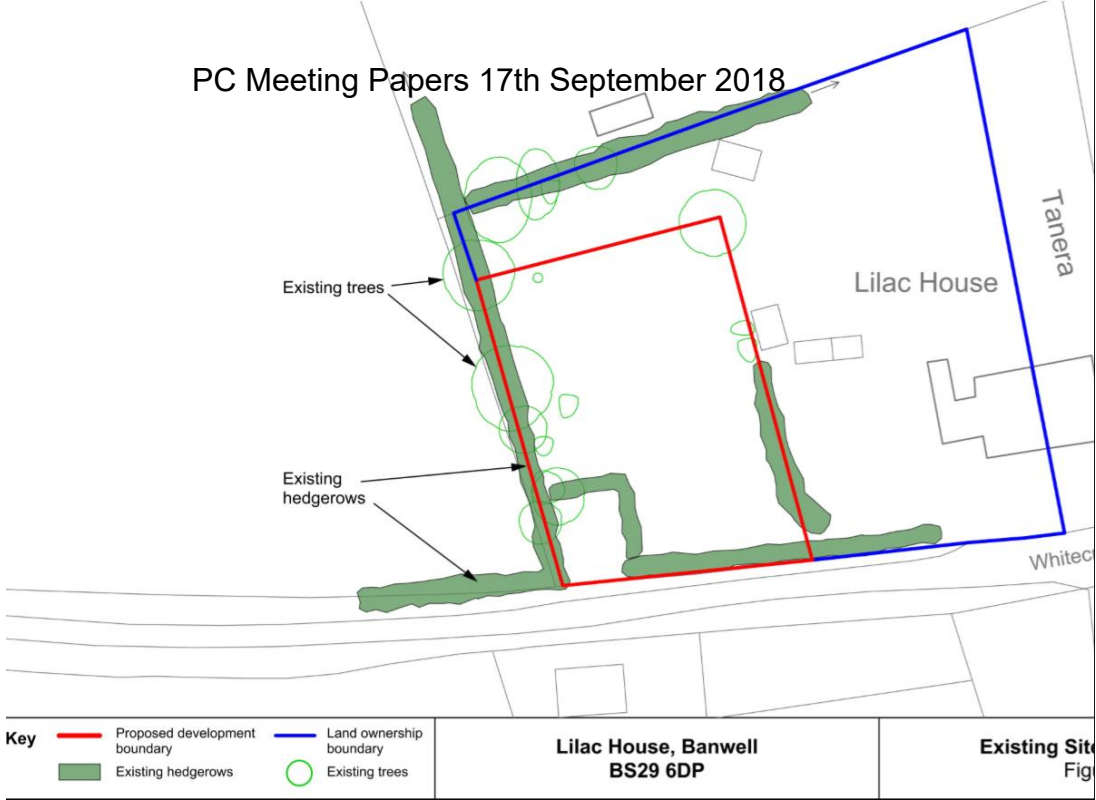 PC Meeting Papers 17th September 2018
Tanera
Lilac House
Existing trees
Existing
hedgerows
Key
Proposed development
boundary
Land ownership
boundary
Existing hedgerows
Existing trees
Lilac House, Banwell
BS29 6DP
Existing